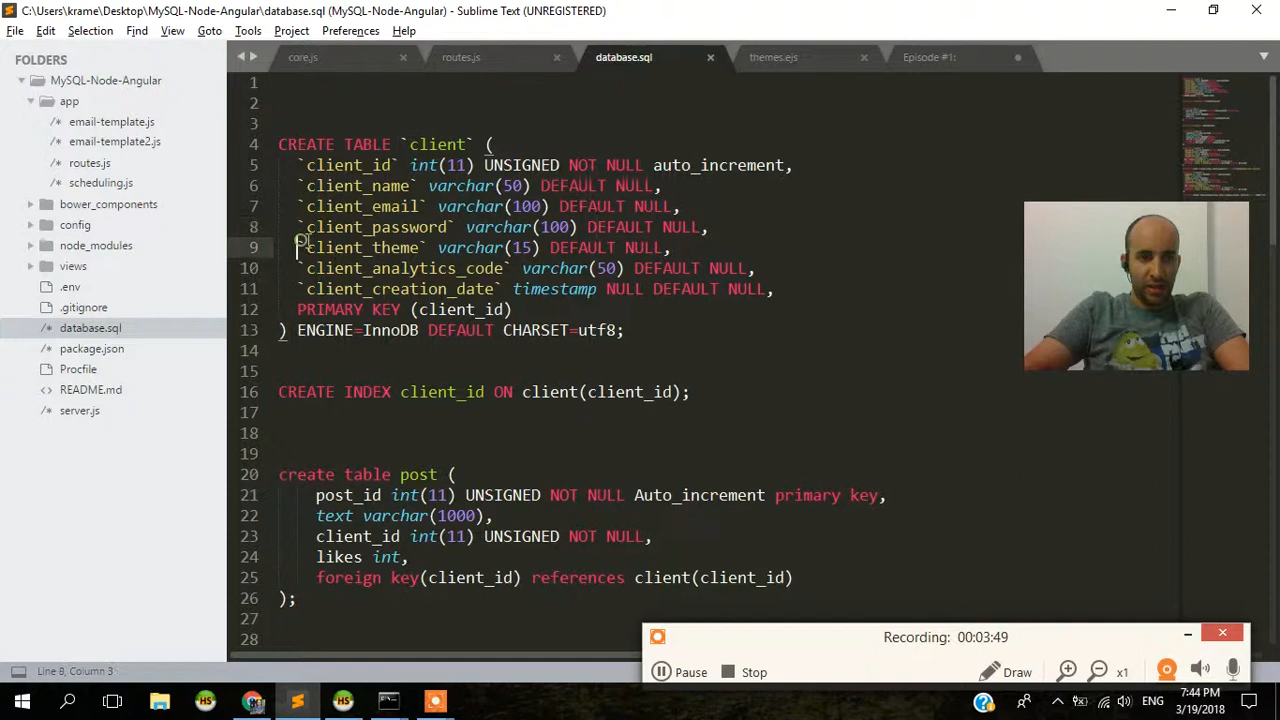 C:\Users\krame\Desktop\MySQL-Node-Angular\database.sql (MySQL-Node-Angular) - Sublime Text (UNREGISTERED)
File Edit Selection Find View Goto Tools Project Preferences Help
FOLDERS
MySQL-Node-Angular
app
/* email-template.js
/* email-template2.js
/* routes.js
/* scheduling.js
bower_components
config
node_modules
views
.env
.gitignore
/* database.sql
/* package.json
Procfile
<> README.md
/* server.js
core.js
routes.js
database.sql
themes.ejs
Episode #1:
1
2
3
4 CREATE TABLE `client` (
5 `client_id` int(11) UNSIGNED NOT NULL auto_increment,
6 `client_name` varchar(50) DEFAULT NULL,
7 `client_email` varchar(100) DEFAULT NULL,
8 `client_password` varchar(100) DEFAULT NULL,
9 `client_theme` varchar(15) DEFAULT NULL,
10 `client_analytics_code` varchar(50) DEFAULT NULL,
11 `client_creation_date` timestamp NULL DEFAULT NULL,
12 PRIMARY KEY (client_id)
13 ) ENGINE=InnoDB DEFAULT CHARSET=utf8;
14
15
16 CREATE INDEX client_id ON client(client_id);
17
18
19
20 create table post (
21 post_id int(11) UNSIGNED NOT NULL Auto_increment primary key,
22 text varchar(1000),
23 client_id int(11) UNSIGNED NOT NULL,
24 likes int,
25 foreign key(client_id) references client(client_id)
26 );
27
28
Recording: 00:03:49
Pause Stop Draw x1
Line 8, Column 3
ENG
7:44 PM
3/19/2018